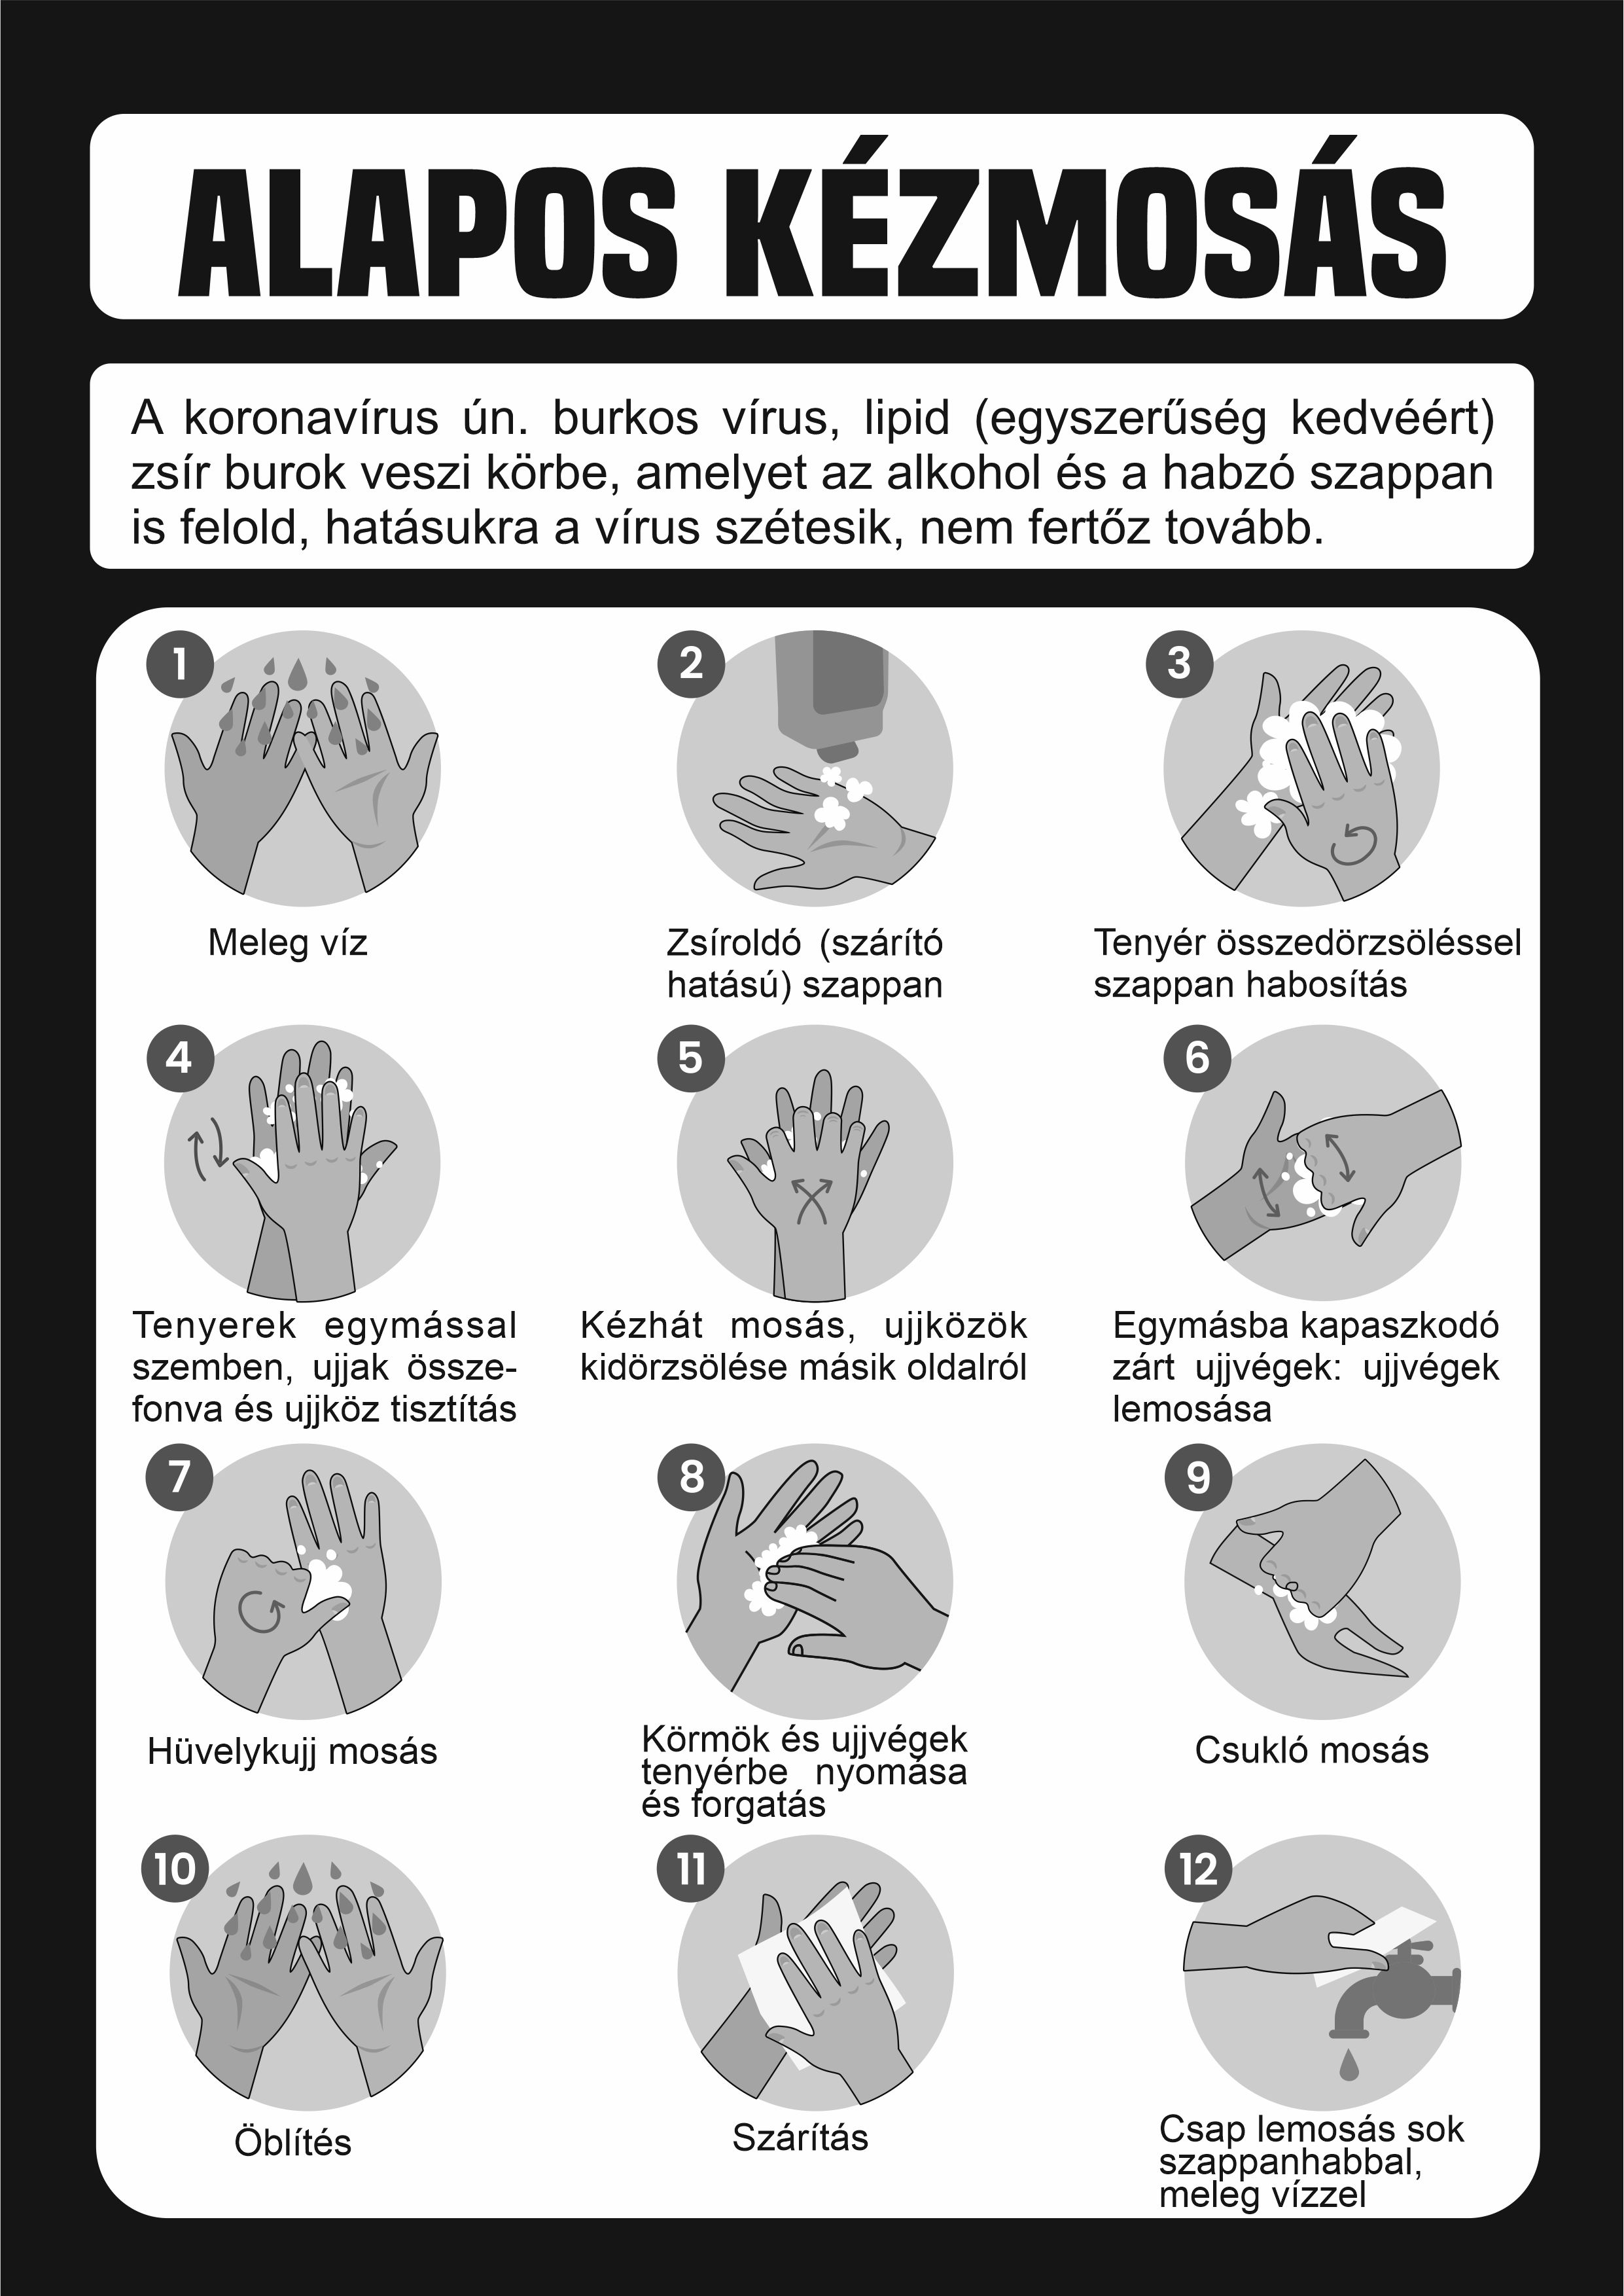 ALAPOS KÉZMOSÁS
A koronavírus ún. burkos vírus, lipid (egyszerűség kedvéért)
zsír burok veszi körbe, amelyet az alkohol és a habzó szappan
is felold, hatásukra a vírus szétesik, nem fertőz tovább.
1
Meleg víz
2
Zsíroldó (szárító
hatású) szappan
3
Tenyér összedörzsöléssel
szappan habosítás
4
Tenyerek egymással
szemben, ujjak össze-
fonva és ujjköz tisztítás
5
Kézhát mosás, ujjközök
kidörzsölése másik oldalról
6
Egymásba kapaszkodó
zárt ujjvégek: ujjvégek
lemosása
7
Hüvelykujj mosás
8
Körmök és ujjvégek
tenyérbe nyomása
és forgatás
9
Csukló mosás
10
Öblítés
11
Szárítás
12
Csap lemosás sok
szappanhabbal,
meleg vízzel